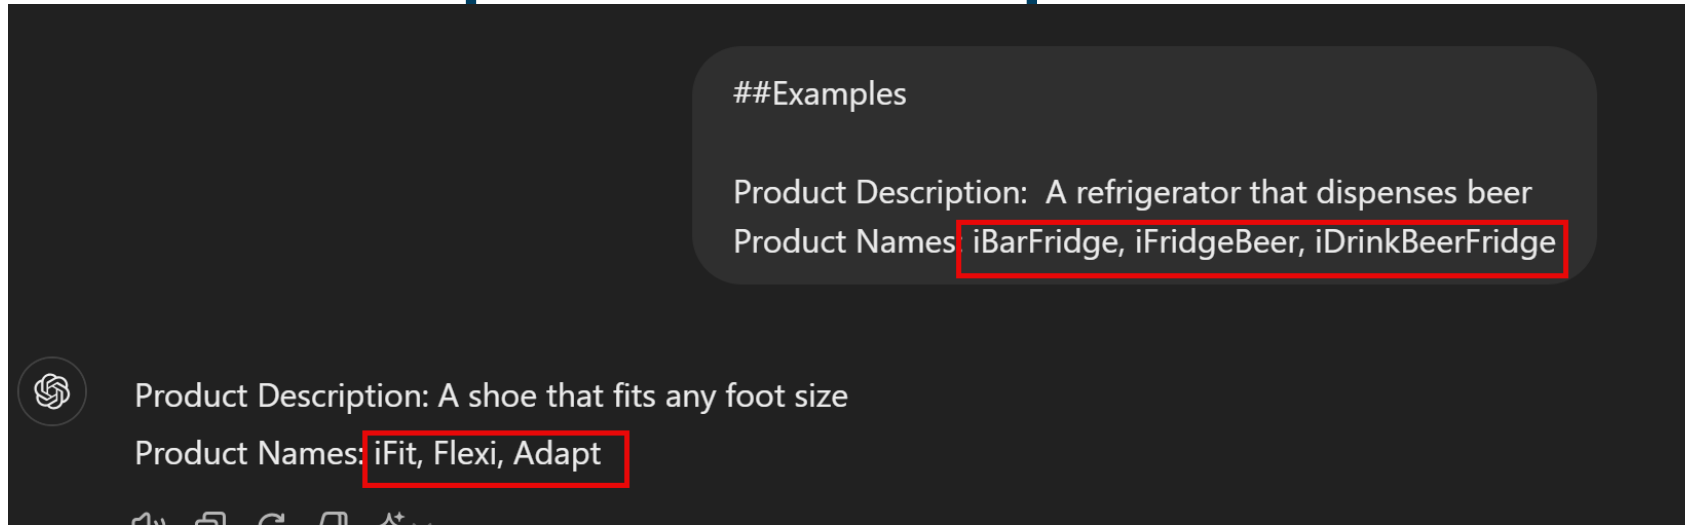 ##Examples
Product Description:  A refrigerator that dispenses beer
Product Names: iBarFridge, iFridgeBeer, iDrinkBeerFridge
Product Description: A shoe that fits any foot size
Product Names: iFit, Flexi, Adapt